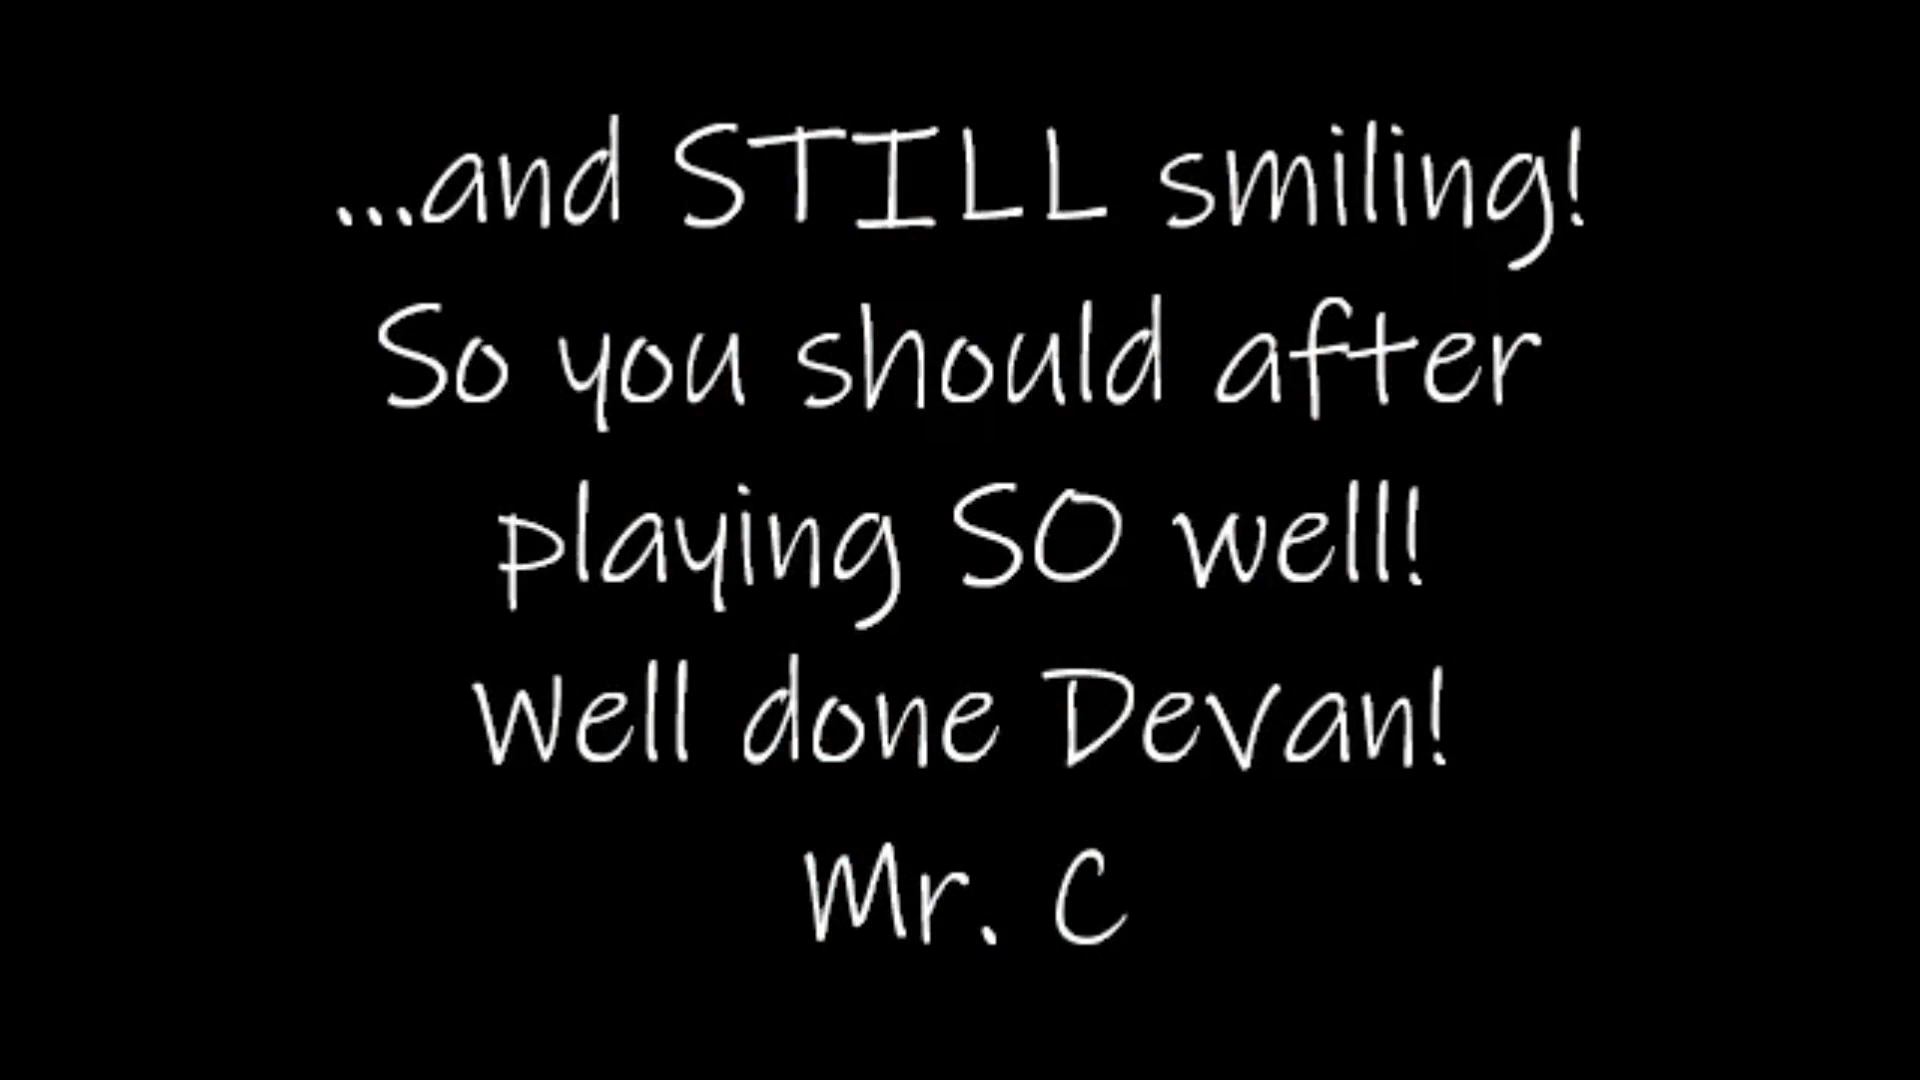 ...and STILL smiling!
So you should after
playing SO well!
Well done Devan!
Mr. C